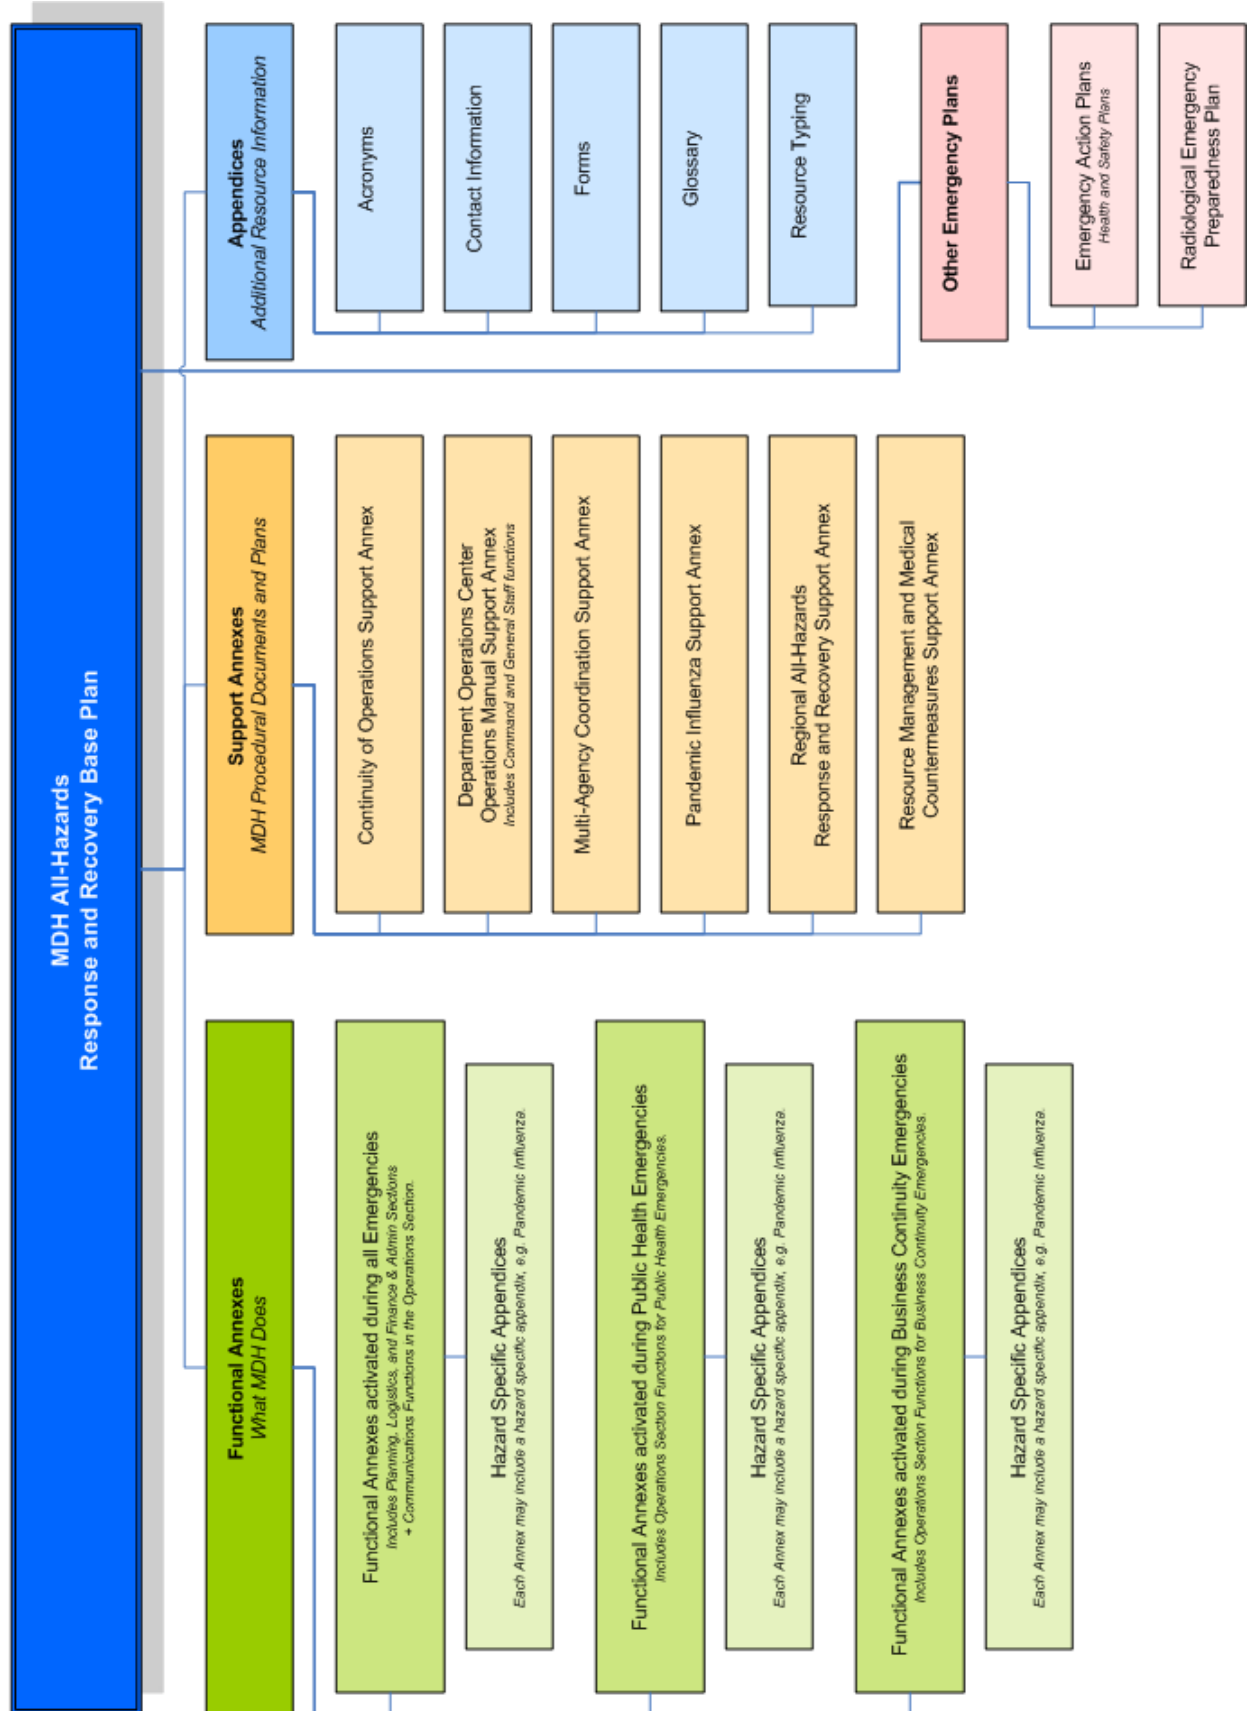 MDH All-Hazards
Response and Recovery Base Plan
Functional Annexes
What MDH Does
Functional Annexes activated during all Emergencies
Includes Planning, Logistics, and Finance & Admin Sections
+ Communications Functions in the Operations Section.
Hazard Specific Appendices
Each Annex may include a hazard specific appendix, e.g. Pandemic Influenza.
Functional Annexes activated during Public Health Emergencies
Includes Operations Section Functions for Public Health Emergencies.
Hazard Specific Appendices
Each Annex may include a hazard specific appendix, e.g. Pandemic Influenza.
Functional Annexes activated during Business Continuity Emergencies
Includes Operations Section Functions for Business Continuity Emergencies.
Hazard Specific Appendices
Each Annex may include a hazard specific appendix, e.g. Pandemic Influenza.
Support Annexes
MDH Procedural Documents and Plans
Continuity of Operations Support Annex
Department Operations Center
Operations Manual Support Annex
Includes Command and General Staff functions
Multi-Agency Coordination Support Annex
Pandemic Influenza Support Annex
Regional All-Hazards
Response and Recovery Support Annex
Resource Management and Medical
Countermeasures Support Annex
Appendices
Additional Resource Information
Acronyms
Contact Information
Forms
Glossary
Resource Typing
Other Emergency Plans
Emergency Action Plans
Health and Safety Plans
Radiological Emergency
Preparedness Plan